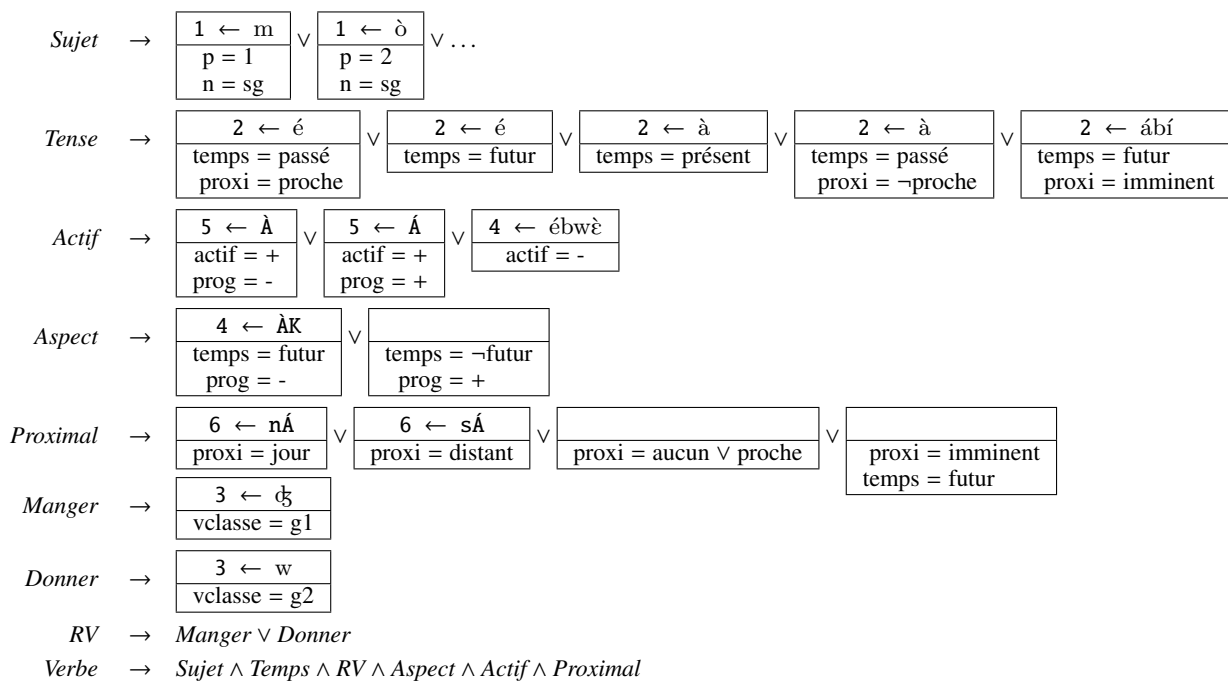 Sujet → 1 ← m ∨ 1 ← ò ∨ ...
p = 1 p = 2
n = sg n = sg
Tense → 2 ← é ∨ 2 ← é ∨ 2 ← à ∨ 2 ← à ∨ 2 ← ábí
temps = passé temps = futur temps = présent temps = passé temps = futur
proxi = proche proxi = ¬proche proxi = imminent
Actif → 5 ← À ∨ 5 ← Á ∨ 4 ← ébwɛ̀
actif = + actif = + actif = -
prog = - prog = +
Aspect → 4 ← ÀK ∨
temps = futur temps = ¬futur
prog = - prog = +
Proximal → 6 ← nÁ ∨ 6 ← sÁ ∨ ∨
proxi = jour proxi = distant proxi = aucun ∨ proche proxi = imminent
temps = futur
Manger → 3 ← ʤ
vclasse = g1
Donner → 3 ← w
vclasse = g2
RV → Manger ∨ Donner
Verbe → Sujet ∧ Temps ∧ RV ∧ Aspect ∧ Actif ∧ Proximal